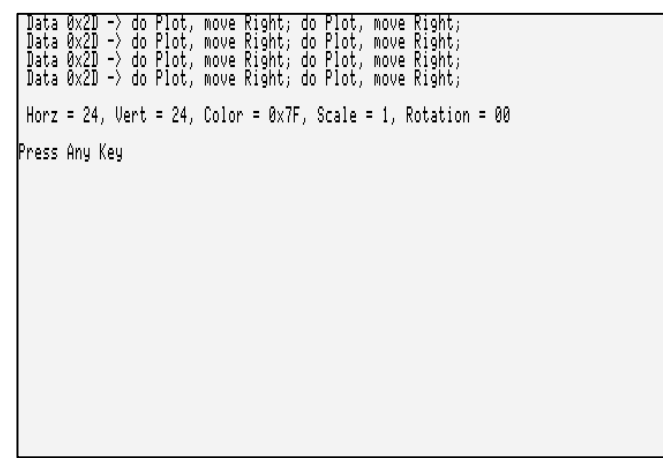 Data 0x2D -> do Plot, move Right; do Plot, move Right;
Data 0x2D -> do Plot, move Right; do Plot, move Right;
Data 0x2D -> do Plot, move Right; do Plot, move Right;
Data 0x2D -> do Plot, move Right; do Plot, move Right;
Horz = 24, Vert = 24, Color = 0x7F, Scale = 1, Rotation = 00
Press Any Key